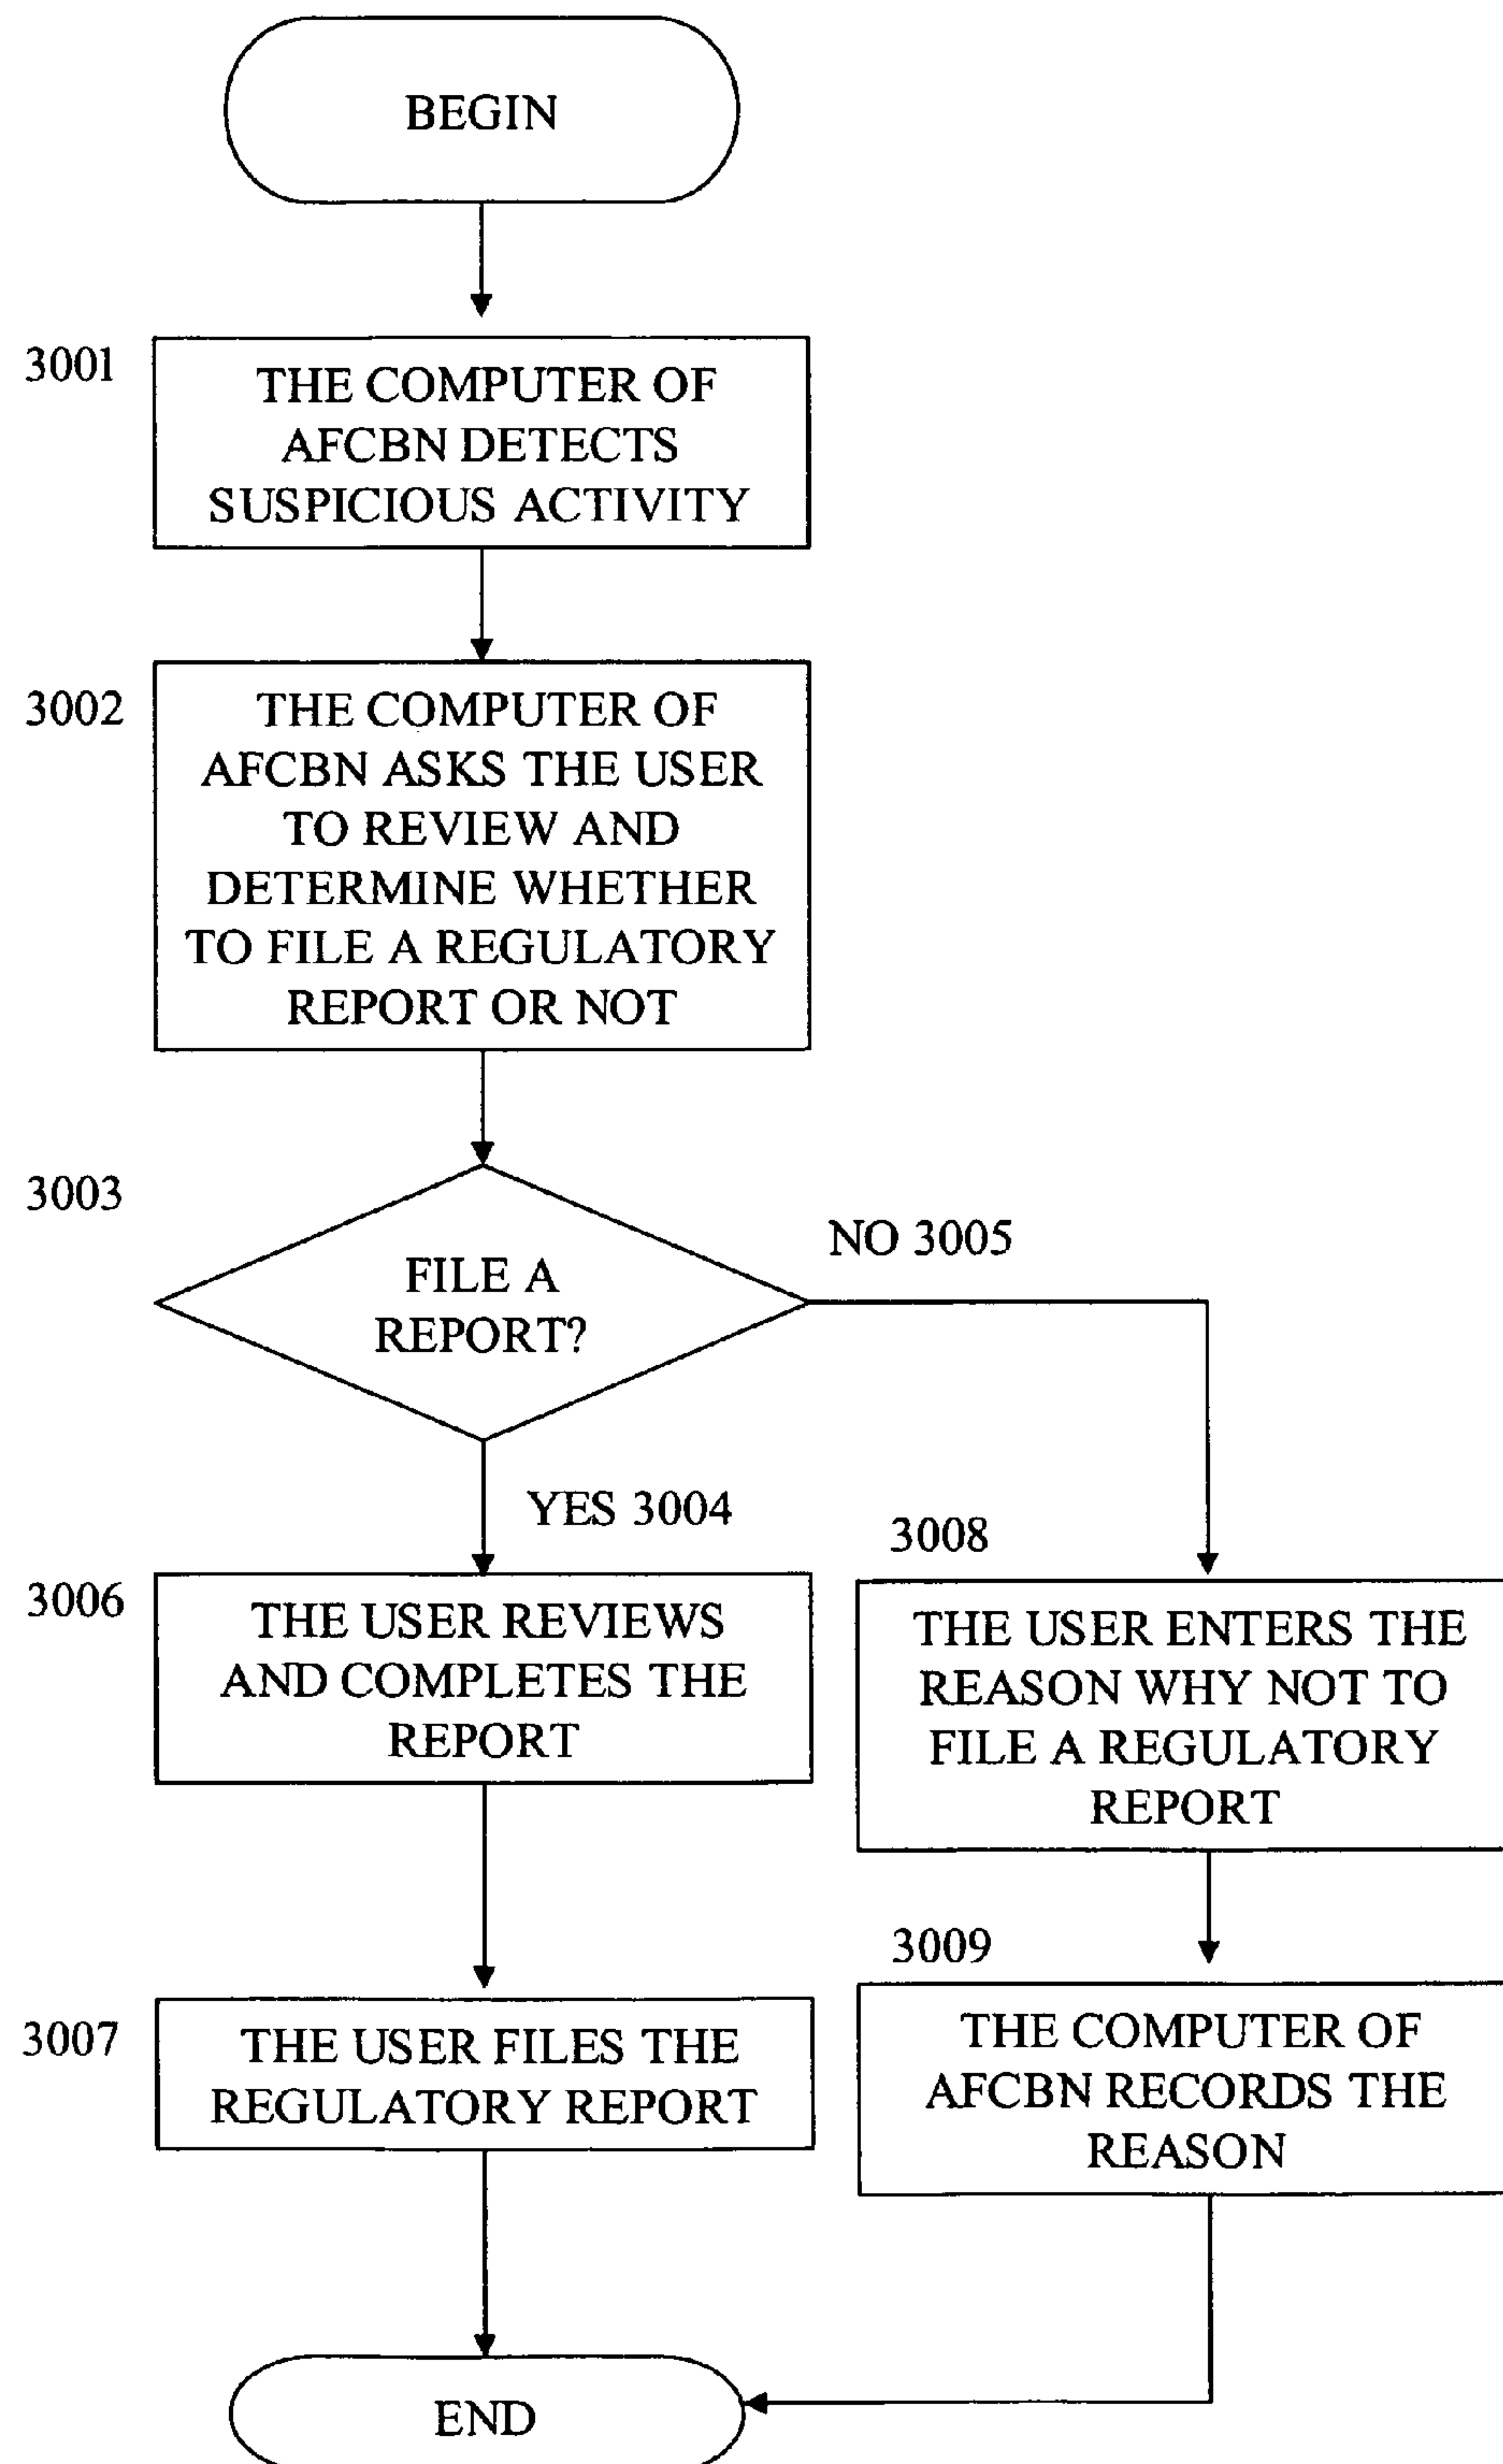 BEGIN
3001
THE COMPUTER OF
AFCBN DETECTS
SUSPICIOUS ACTIVITY
3002
THE COMPUTER OF
AFCBN ASKS THE USER
TO REVIEW AND
DETERMINE WHETHER
TO FILE A REGULATORY
REPORT OR NOT
3003
FILE A
REPORT?
NO 3005
YES 3004
3006
THE USER REVIEWS
AND COMPLETES THE
REPORT
3008
THE USER ENTERS THE
REASON WHY NOT TO
FILE A REGULATORY
REPORT
3007
THE USER FILES THE
REGULATORY REPORT
3009
THE COMPUTER OF
AFCBN RECORDS THE
REASON
END